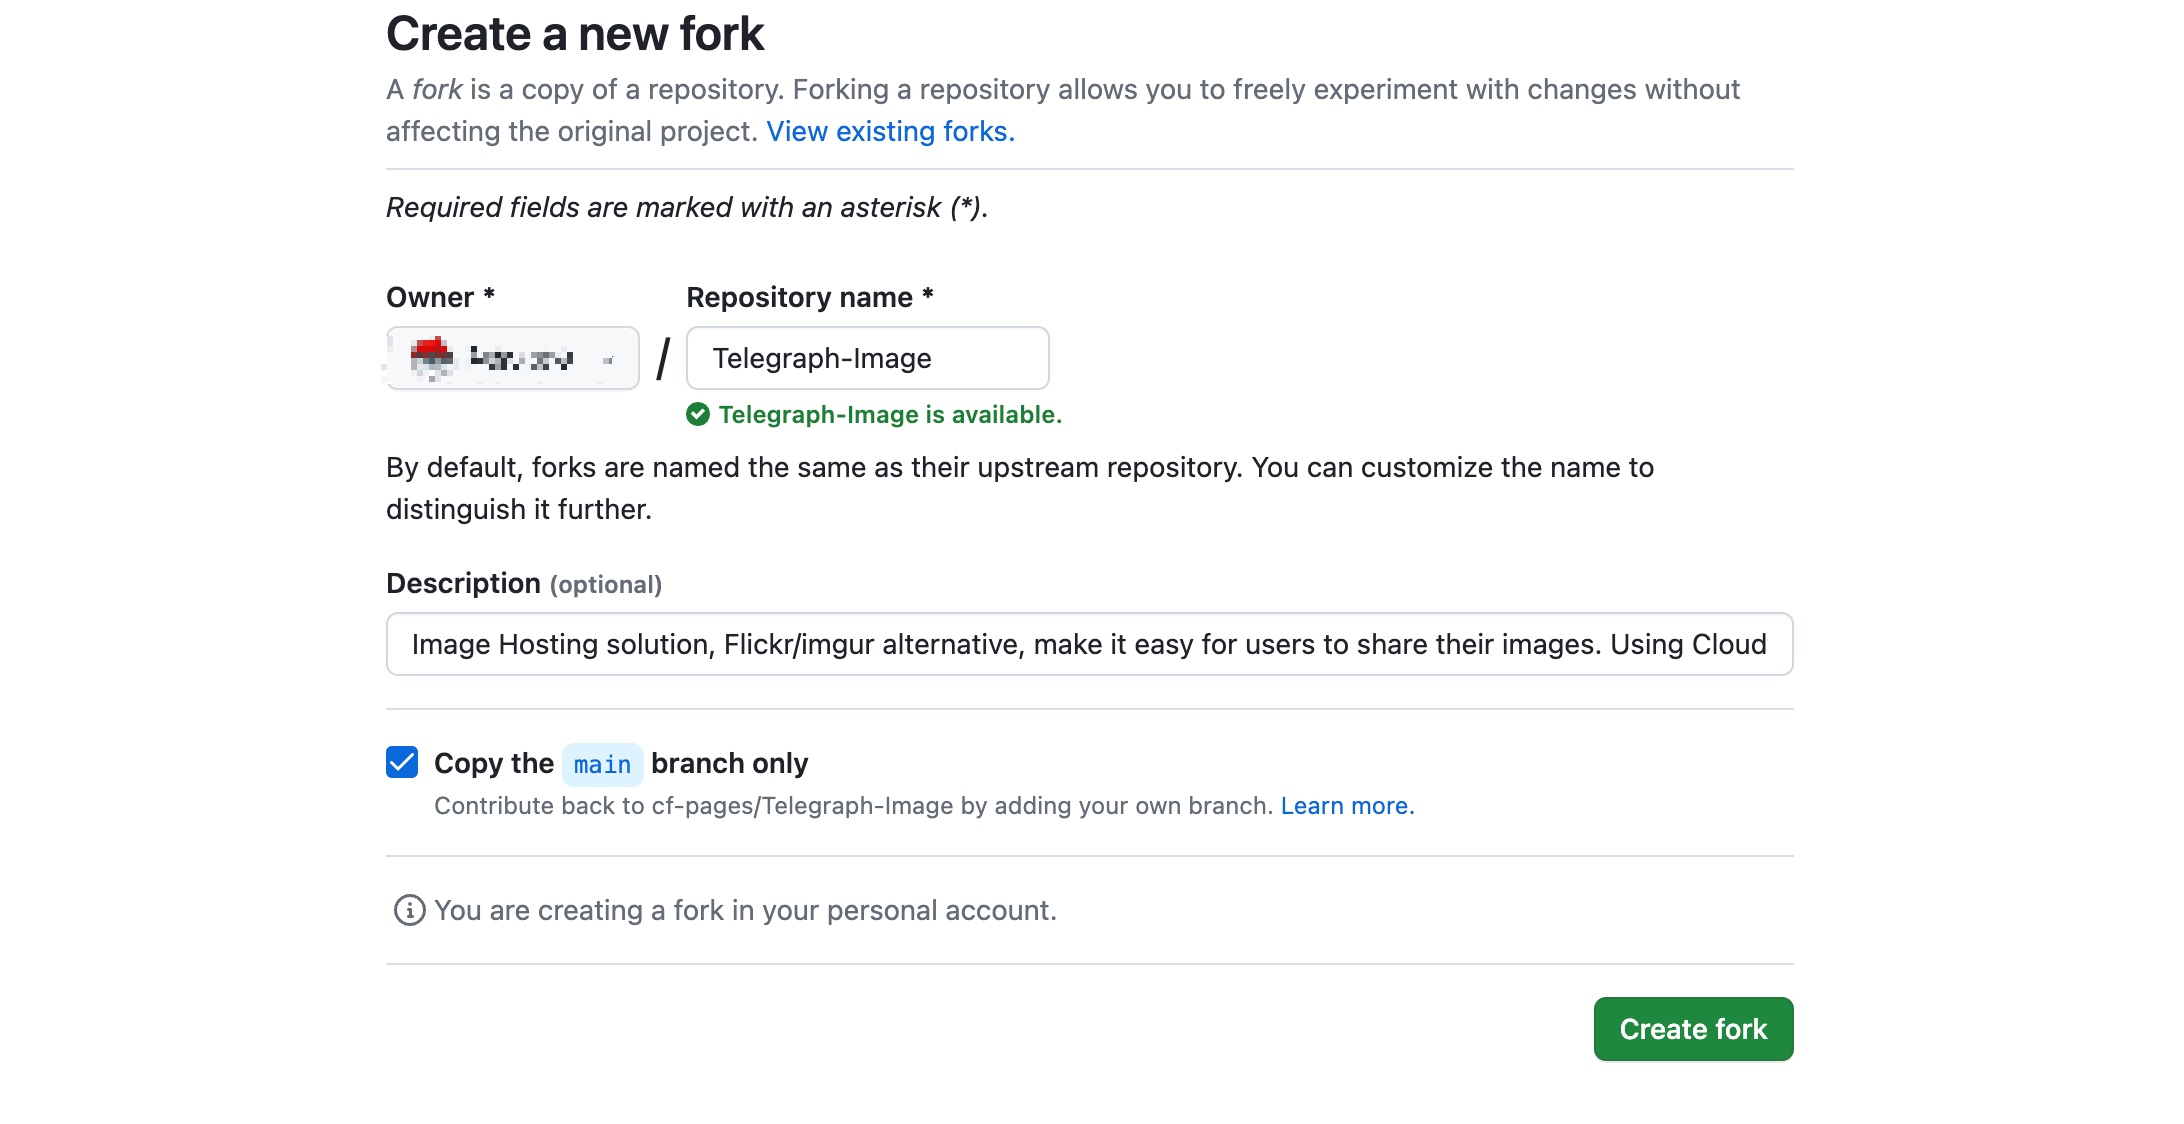 Create a new fork
A fork is a copy of a repository. Forking a repository allows you to freely experiment with changes without
affecting the original project. View existing forks.
Required fields are marked with an asterisk (*).
Owner * Repository name *
/ Telegraph-Image
Telegraph-Image is available.
By default, forks are named the same as their upstream repository. You can customize the name to
distinguish it further.
Description (optional)
Image Hosting solution, Flickr/imgur alternative, make it easy for users to share their images. Using Cloud
Copy the main branch only
Contribute back to cf-pages/Telegraph-Image by adding your own branch. Learn more.
You are creating a fork in your personal account.
Create fork